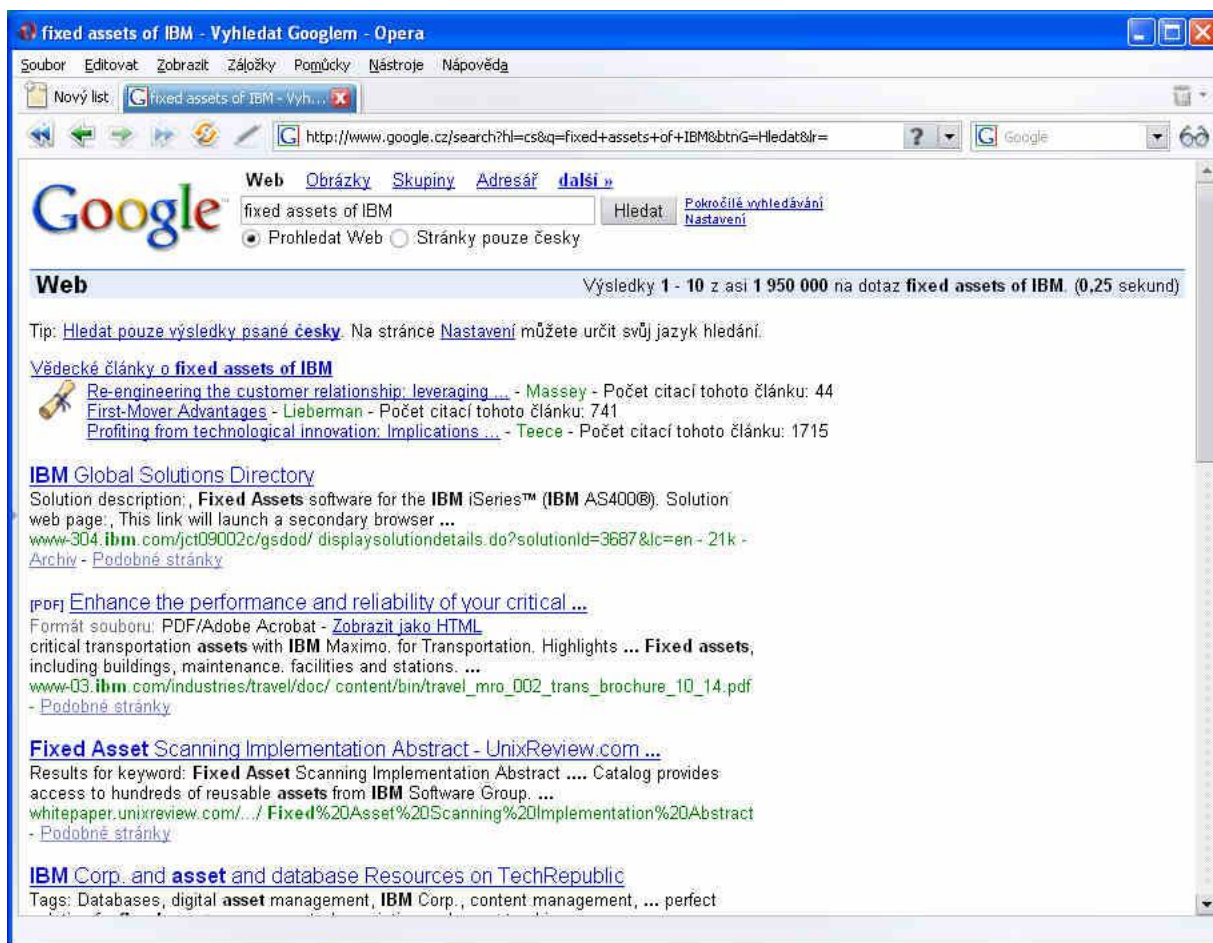 fixed assets of IBM - Vyhledat Googlem - Opera
Soubor Editovat Zobrazit Záložky Pomůcky Nástroje Nápověda
Nový list fixed assets of IBM - Vyh...
http://www.google.cz/search?hl=cs&q=fixed+assets+of+IBM&btnG=Hledat&lr= ? Google
Web Obrázky Skupiny Adresář další »
Google™ fixed assets of IBM Hledat Pokročilé vyhledávání
Nastavení
Prohledat Web Stránky pouze česky
Web Výsledky 1 - 10 z asi 1 950 000 na dotaz fixed assets of IBM. (0,25 sekund)
Tip: Hledat pouze výsledky psané česky. Na stránce Nastavení můžete určit svůj jazyk hledání.
Vědecké články o fixed assets of IBM
Re-engineering the customer relationship: leveraging ... - Massey - Počet citací tohoto článku: 44
First-Mover Advantages - Lieberman - Počet citací tohoto článku: 741
Profiting from technological innovation: Implications ... - Teece - Počet citací tohoto článku: 1715
IBM Global Solutions Directory
Solution description:, Fixed Assets software for the IBM iSeries™ (IBM AS400®). Solution
web page:, This link will launch a secondary browser ...
www-304.ibm.com/jct09002c/gsdod/ displaysolutiondetails.do?solutionId=3687&lc=en - 21k -
Archiv - Podobné stránky
[PDF] Enhance the performance and reliability of your critical ...
Formát souboru: PDF/Adobe Acrobat - Zobrazit jako HTML
critical transportation assets with IBM Maximo. for Transportation. Highlights ... Fixed assets,
including buildings, maintenance. facilities and stations. ...
www-03.ibm.com/industries/travel/doc/ content/bin/travel_mro_002_trans_brochure_10_14.pdf
- Podobné stránky
Fixed Asset Scanning Implementation Abstract - UnixReview.com ...
Results for keyword: Fixed Asset Scanning Implementation Abstract .... Catalog provides
access to hundreds of reusable assets from IBM Software Group. ...
whitepaper.unixreview.com/.../ Fixed%20Asset%20Scanning%20Implementation%20Abstract
- Podobné stránky
IBM Corp. and asset and database Resources on TechRepublic
Tags: Databases, digital asset management, IBM Corp., content management, ... perfect